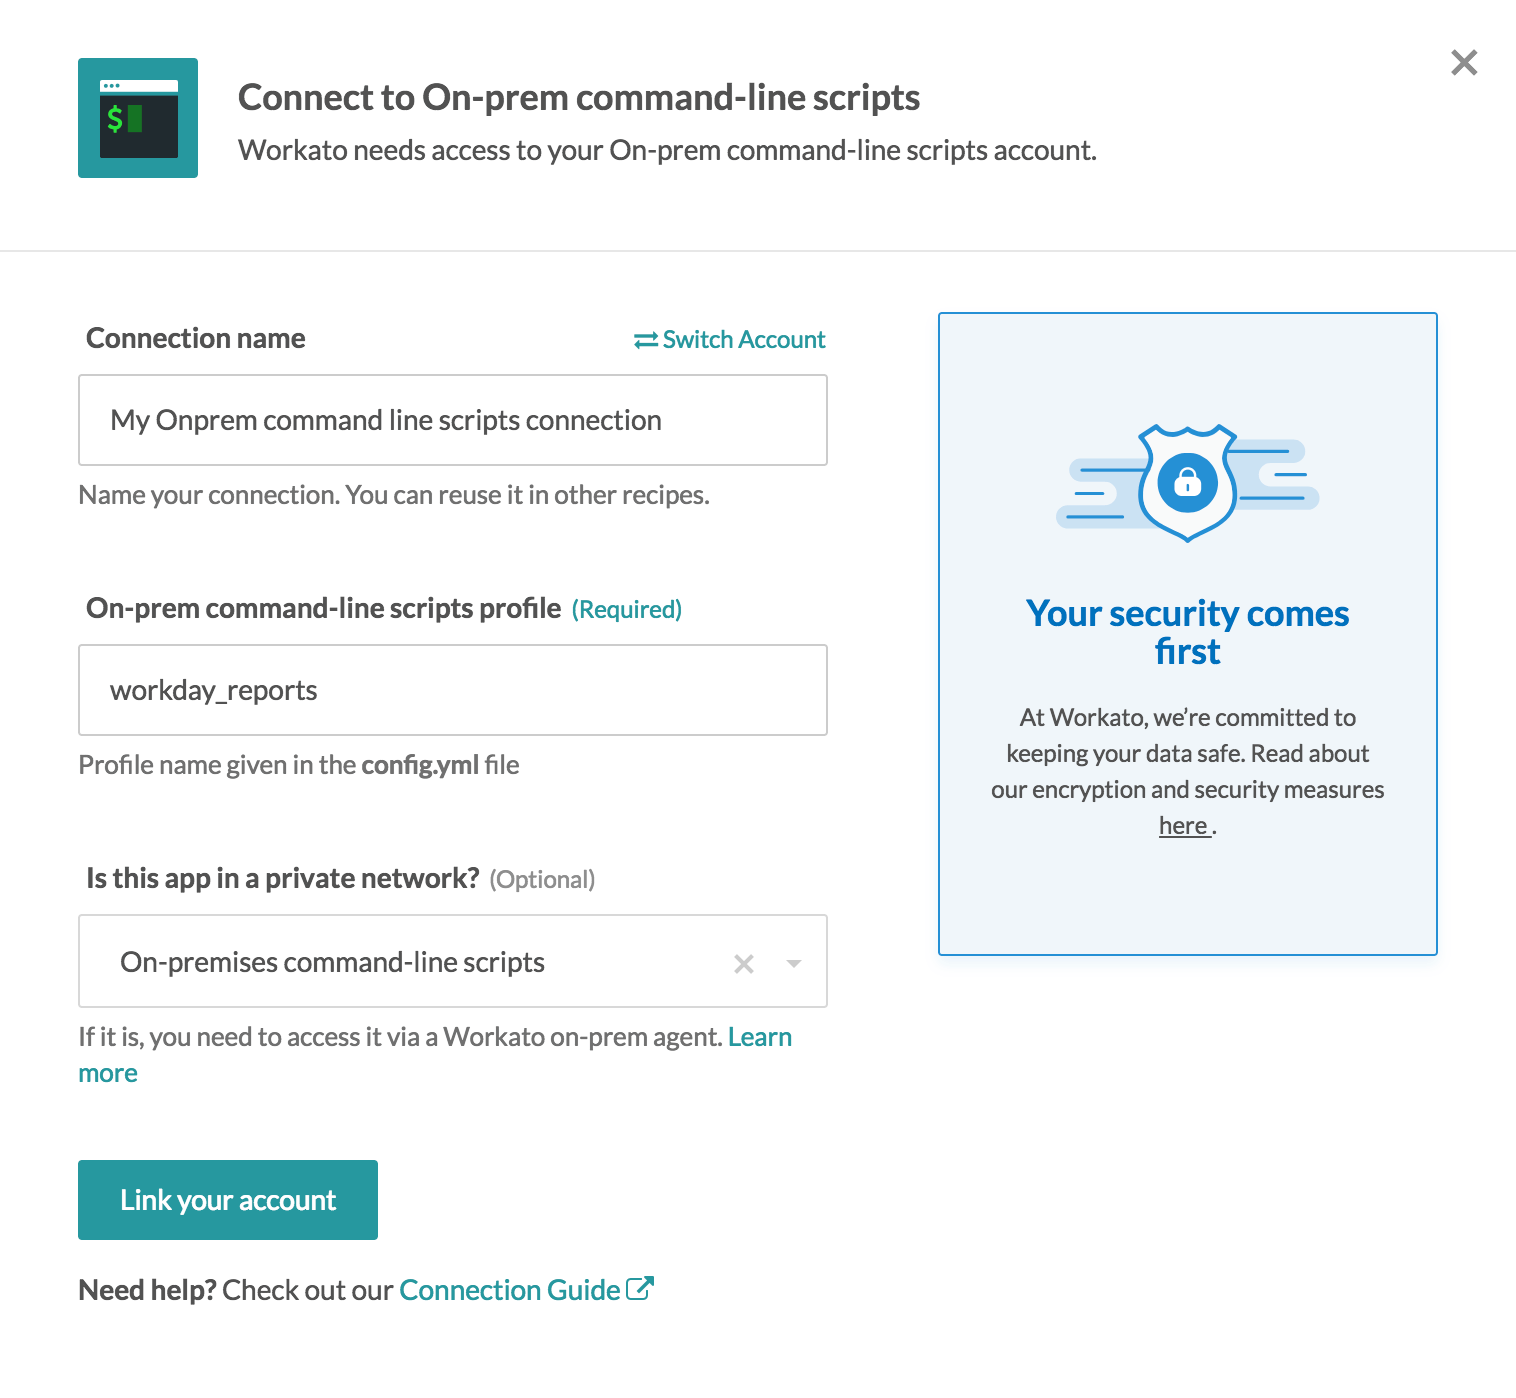 $
Connect to On-prem command-line scripts
Workato needs access to your On-prem command-line scripts account.
Connection name
Switch Account
My Onprem command line scripts connection
Name your connection. You can reuse it in other recipes.
On-prem command-line scripts profile (Required)
workday_reports
Profile name given in the config.yml file
Is this app in a private network? (Optional)
On-premises command-line scripts
If it is, you need to access it via a Workato on-prem agent. Learn
more
Link your account
Need help? Check out our Connection Guide
Your security comes
first
At Workato, we’re committed to
keeping your data safe. Read about
our encryption and security measures
here .